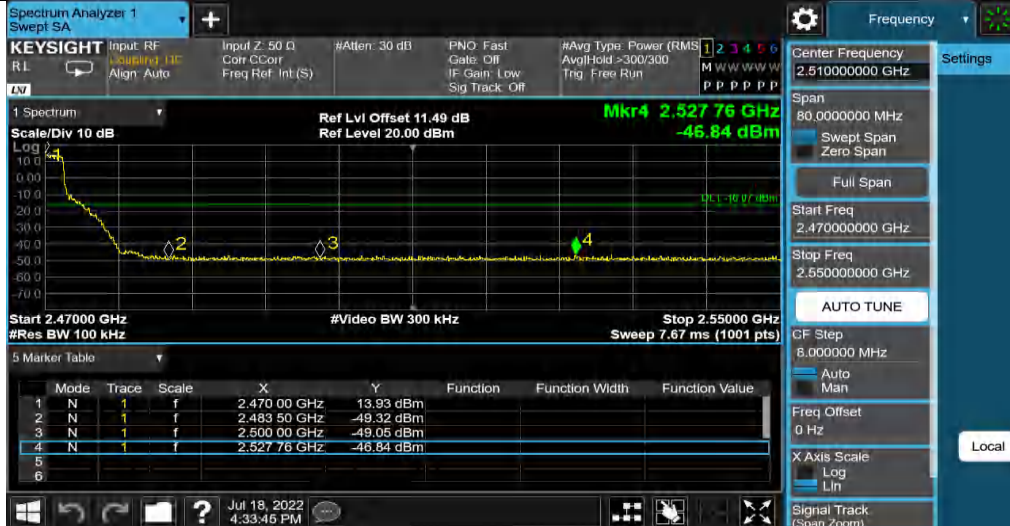 Spectrum Analyzer 1
Swept SA
+
Frequency
KEYSIGHT
RL
LXI
Input: RF
Align: Auto
Input Z: 50 Ω
Corr CCorr
Freq Ref: Int (S)
#Atten: 30 dB
PNO: Fast
Gate: Off
IF Gain: Low
Sig Track: Off
#Avg Type: Power (RMS
Avg|Hold >300/300
Trig: Free Run
1 2 3 4 5 6
M W W W W W
P P P P P P
1 Spectrum
Scale/Div 10 dB
Ref Lvl Offset 11.49 dB
Ref Level 20.00 dBm
Mkr4 2.527 76 GHz
-46.84 dBm
Log
10.0
0.00
-10.0
-20.0
-30.0
-40.0
-50.0
-60.0
-70.0
1
2
3
4
Start 2.47000 GHz
#Res BW 100 kHz
#Video BW 300 kHz
Stop 2.55000 GHz
Sweep 7.67 ms (1001 pts)
5 Marker Table
Mode Trace Scale X Y Function Function Width Function Value
1 N 1 f 2.470 00 GHz 13.93 dBm
2 N 1 f 2.483 50 GHz -49.32 dBm
3 N 1 f 2.500 00 GHz -49.05 dBm
4 N 1 f 2.527 76 GHz -46.84 dBm
5
6
?
Jul 18, 2022
4:33:45 PM
Center Frequency
2.510000000 GHz
Span
80.0000000 MHz
Swept Span
Zero Span
Full Span
Start Freq
2.470000000 GHz
Stop Freq
2.550000000 GHz
AUTO TUNE
CF Step
8.000000 MHz
Auto
Man
Freq Offset
0 Hz
X Axis Scale
Log
Lin
Signal Track
(Span Zoom)
Settings
Local